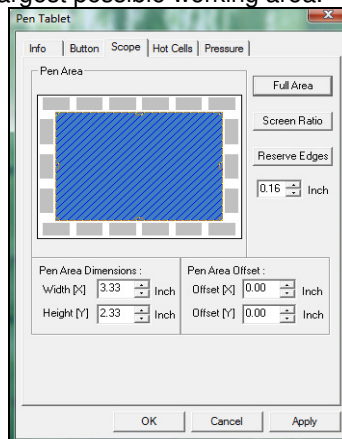 largest possible working area.
Pen Tablet
Info Button Scope Hot Cells Pressure
Pen Area
Full Area
Screen Ratio
Reserve Edges
0.16 Inch
Pen Area Dimensions :
Width [X] 3.33 Inch
Height [Y] 2.33 Inch
Pen Area Offset :
Offset [X] 0.00 Inch
Offset [Y] 0.00 Inch
OK Cancel Apply